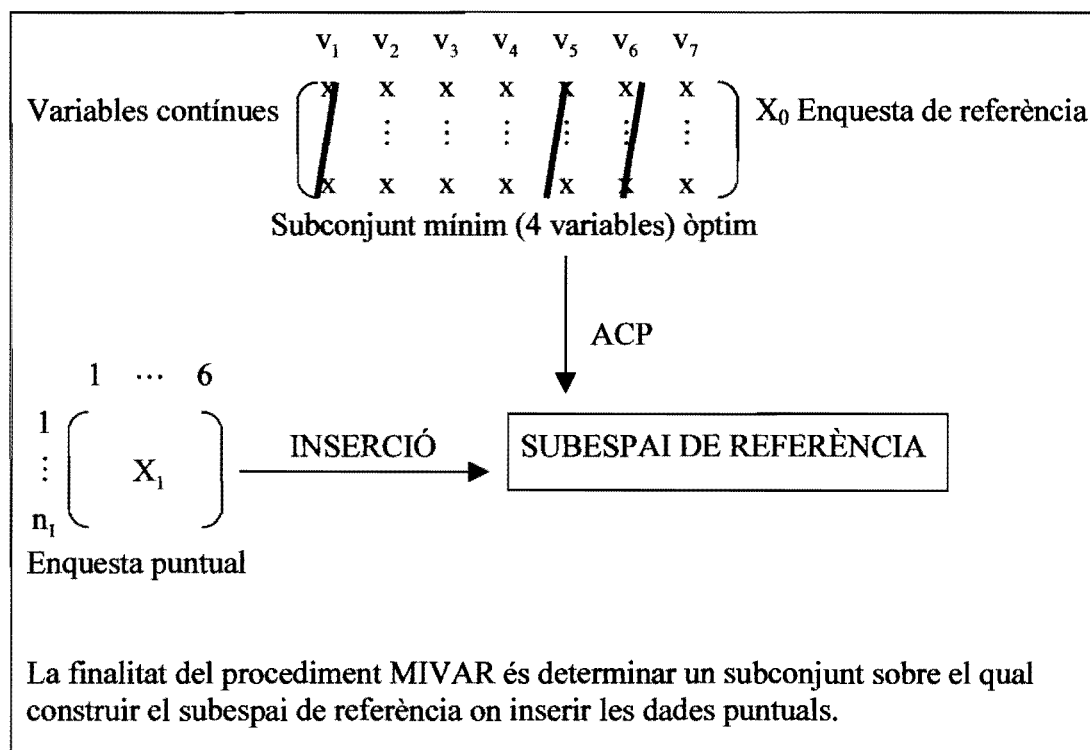 v₁ v₂ v₃ v₄ v₅ v₆ v₇
x x x x x x x
Variables contínues
X₀ Enquesta de referència
⋮ ⋮ ⋮ ⋮ ⋮ ⋮
x x x x x x x
Subconjunt mínim (4 variables) òptim
ACP
1 ⋯ 6
1
⋮
X₁
n₁
INSERCIÓ
SUBESPAI DE REFERÈNCIA
Enquesta puntual
La finalitat del procediment MIVAR és determinar un subconjunt sobre el qual
construir el subespai de referència on inserir les dades puntuals.